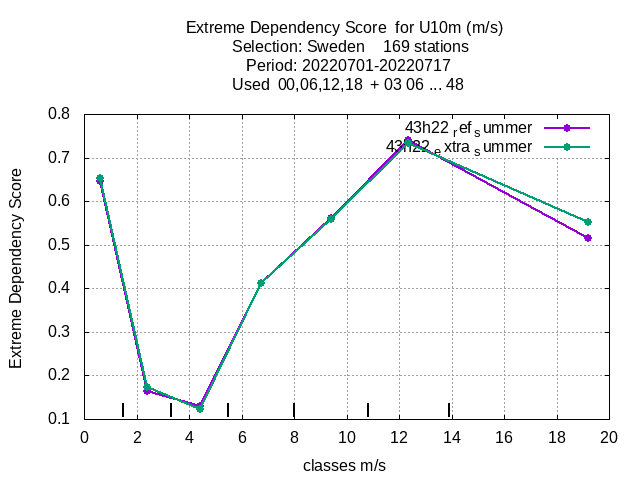 Extreme Dependency Score for U10m (m/s)
Selection: Sweden 169 stations
Period: 20220701-20220717
Used 00,06,12,18 + 03 06 ... 48
43h22_ref_summer
43h22_extra_summer
Extreme Dependency Score
0.8
0.7
0.6
0.5
0.4
0.3
0.2
0.1
0 2 4 6 8 10 12 14 16 18 20
classes m/s